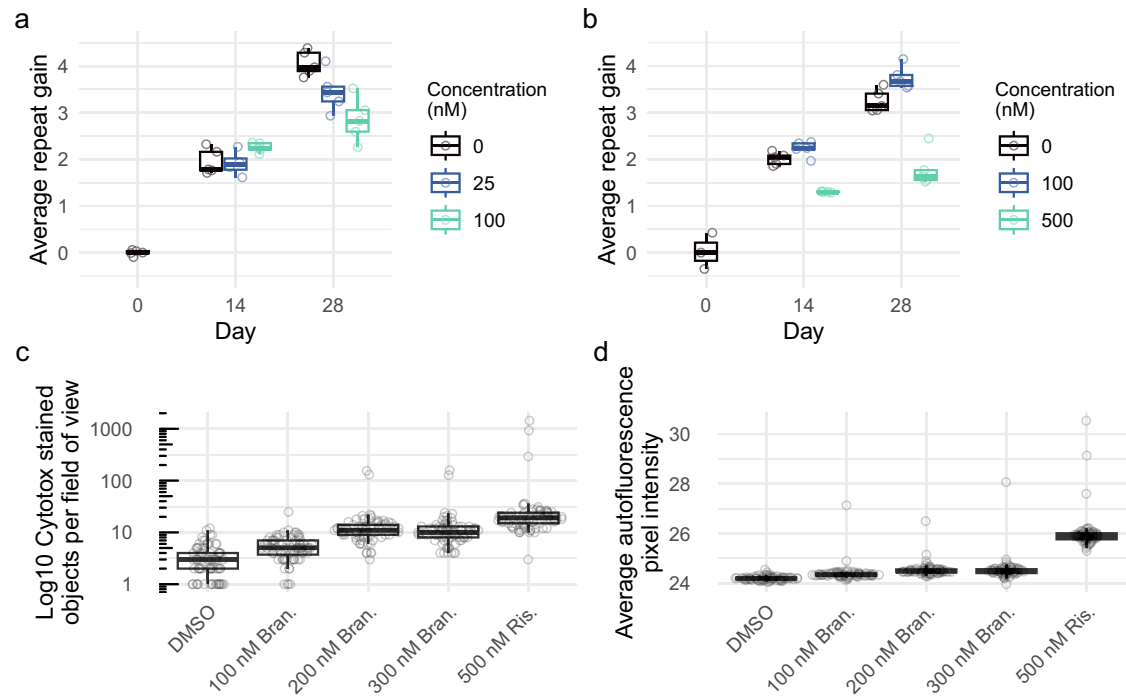 a
Average repeat gain
4
3
2
1
0
0
14
28
Day
Concentration
(nM)
0
25
100
b
Average repeat gain
4
3
2
1
0
0
14
28
Day
Concentration
(nM)
0
100
500
c
Log10 Cytotox stained
objects per field of view
1000
100
10
1
DMSO
100 nM Bran.
200 nM Bran.
300 nM Bran.
500 nM Ris.
d
Average autofluorescence
pixel intensity
30
28
26
24
DMSO
100 nM Bran.
200 nM Bran.
300 nM Bran.
500 nM Ris.